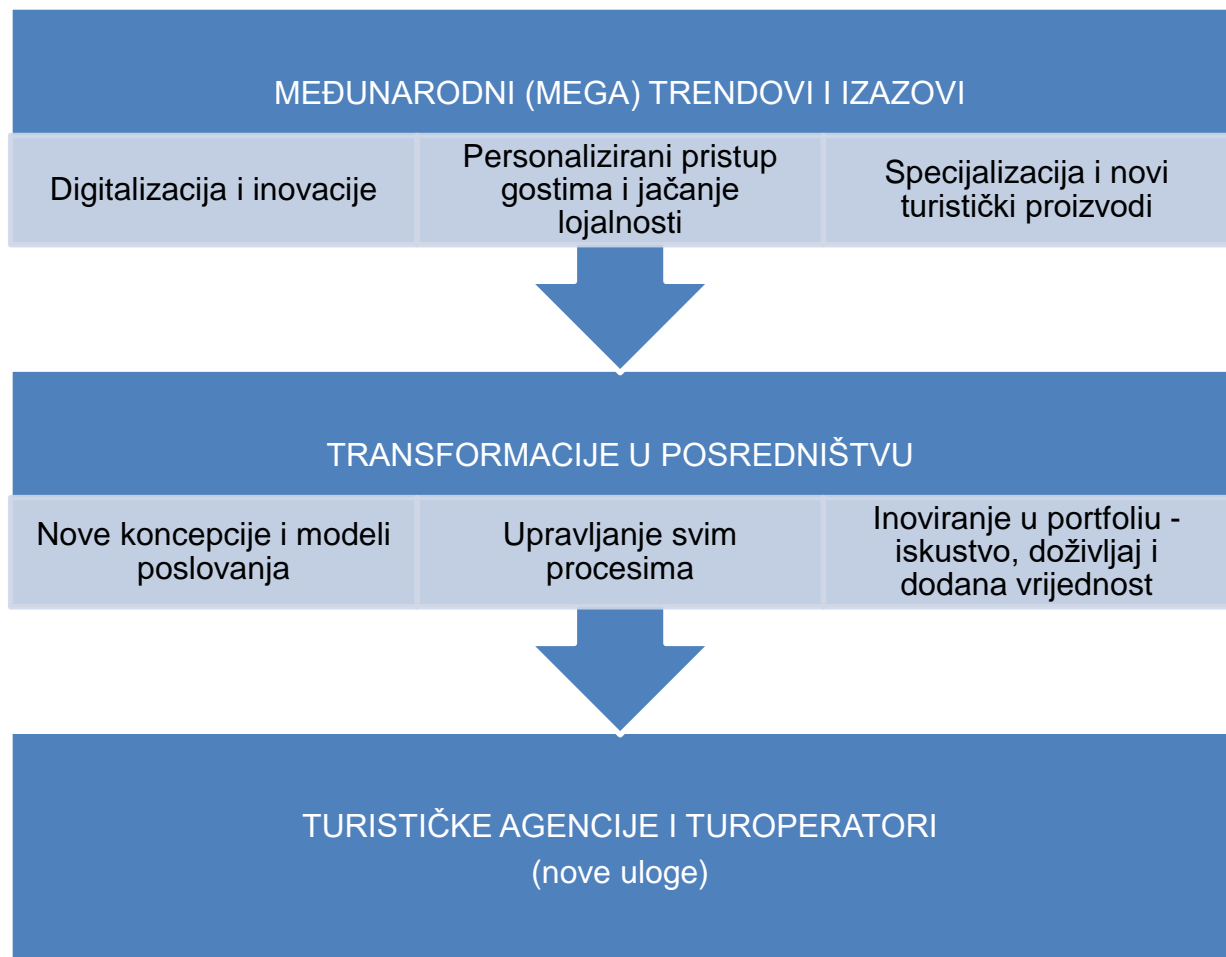 MEĐUNARODNI (MEGA) TRENDOVI I IZAZOVI
Digitalizacija i inovacije
Personalizirani pristup
gostima i jačanje
lojalnosti
Specijalizacija i novi
turistički proizvodi
TRANSFORMACIJE U POSREDNIŠTVU
Nove koncepcije i modeli
poslovanja
Upravljanje svim
procesima
Inoviranje u portfoliu -
iskustvo, doživljaj i
dodana vrijednost
TURISTIČKE AGENCIJE I TUROPERATORI
(nove uloge)